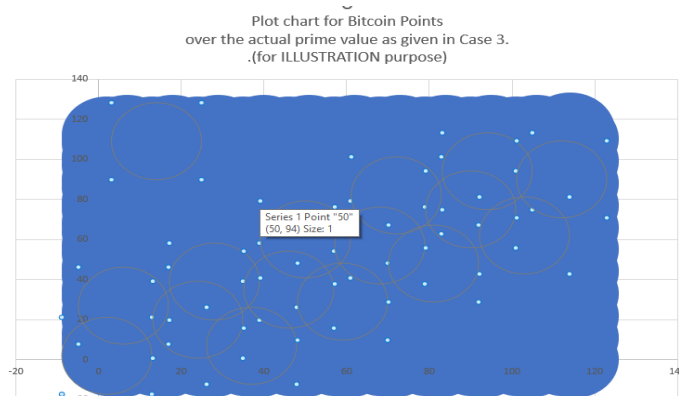 Plot chart for Bitcoin Points
over the actual prime value as given in Case 3.
.(for ILLUSTRATION purpose)
140
120
100
80
Series 1 Point "50"
(50, 94) Size: 1
60
40
20
0
-20 0 20 40 60 80 100 120